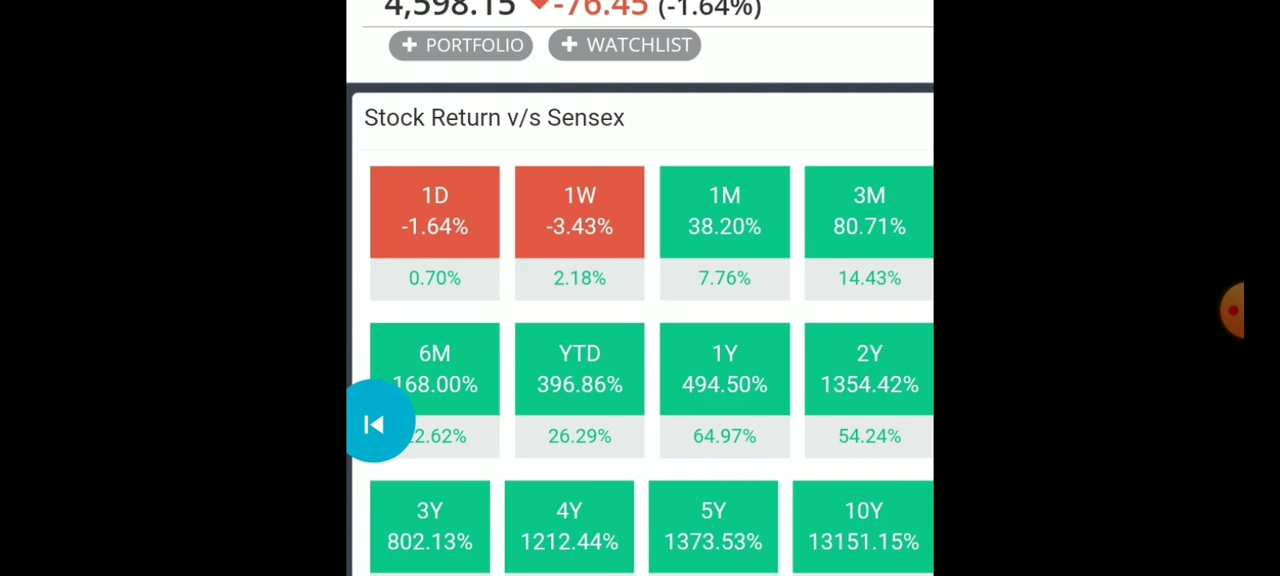 4,598.15 ▼-76.45 (-1.64%)
+ PORTFOLIO + WATCHLIST
Stock Return v/s Sensex
1D 1W 1M 3M
-1.64% -3.43% 38.20% 80.71%
0.70% 2.18% 7.76% 14.43%
6M YTD 1Y 2Y
168.00% 396.86% 494.50% 1354.42%
2.62% 26.29% 64.97% 54.24%
3Y 4Y 5Y 10Y
802.13% 1212.44% 1373.53% 13151.15%